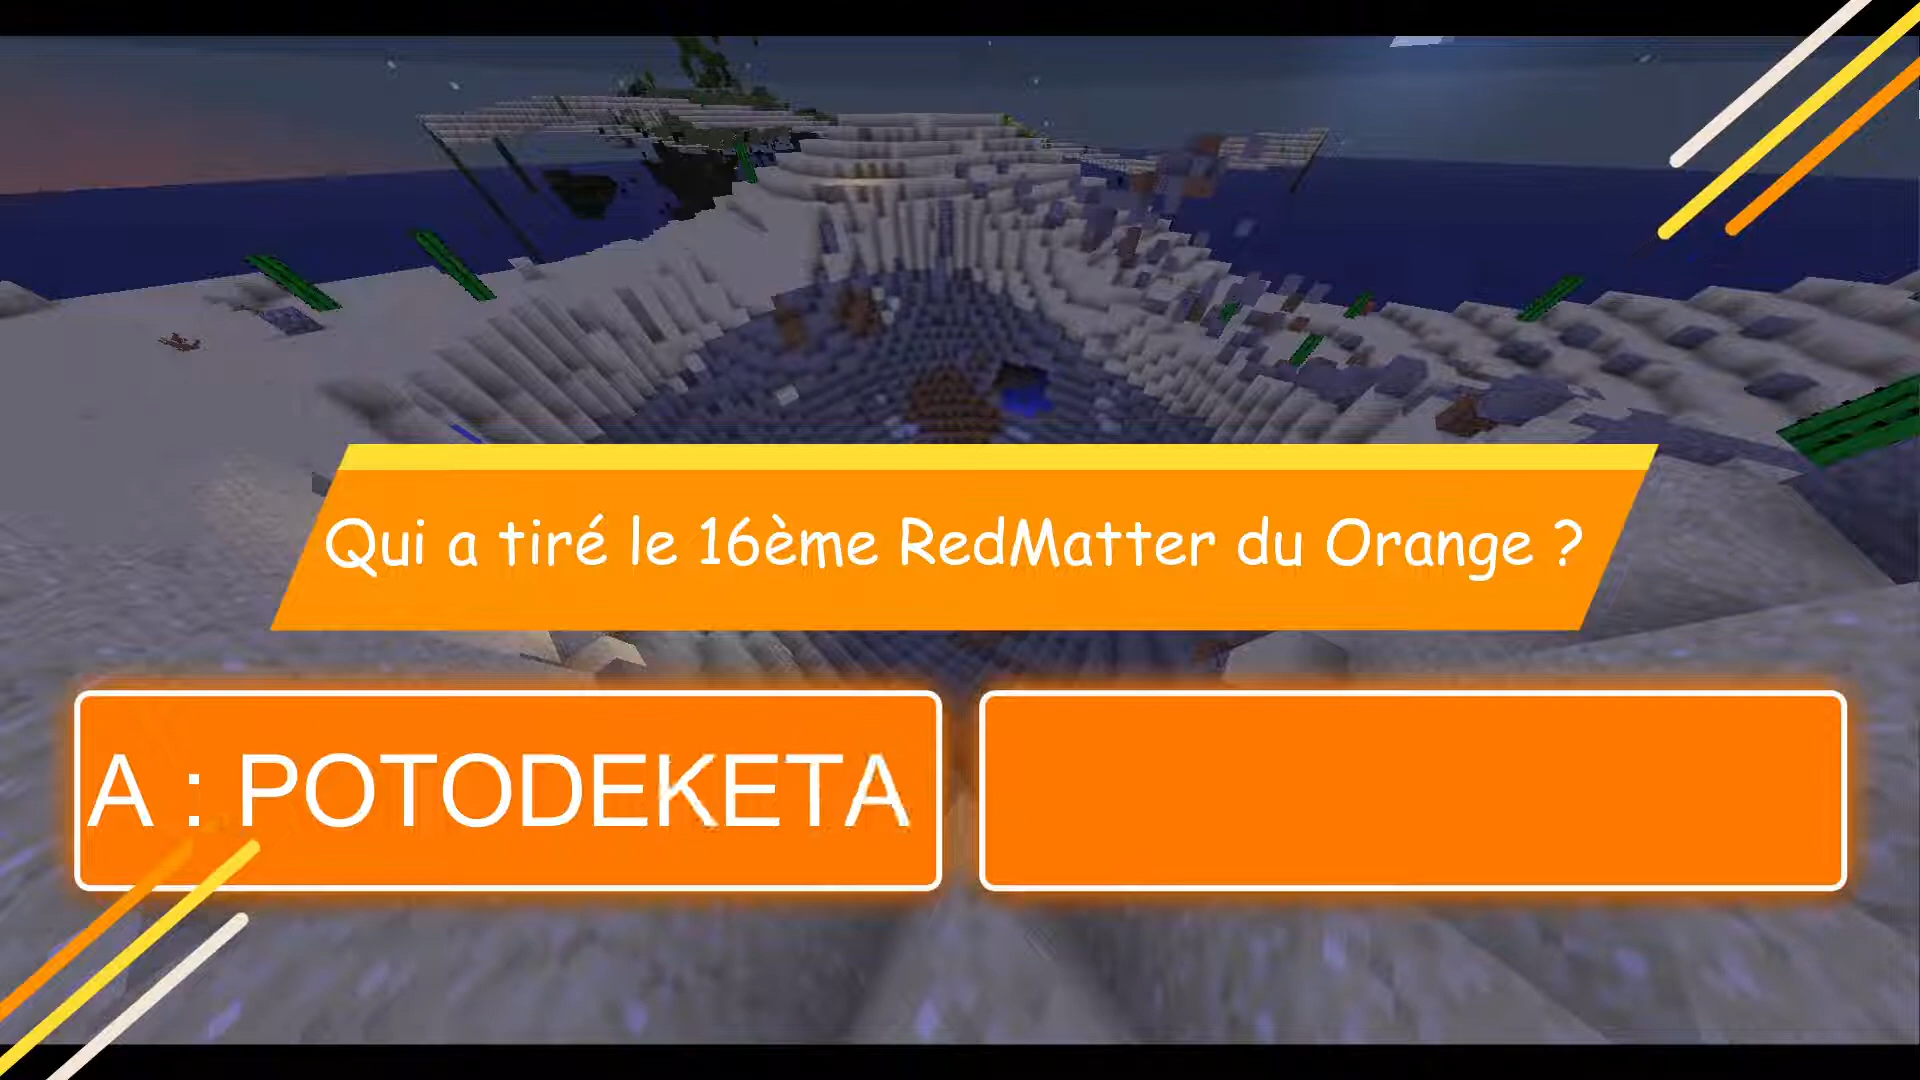 Qui a tiré le 16ème RedMatter du Orange ?
A : POTODEKETA